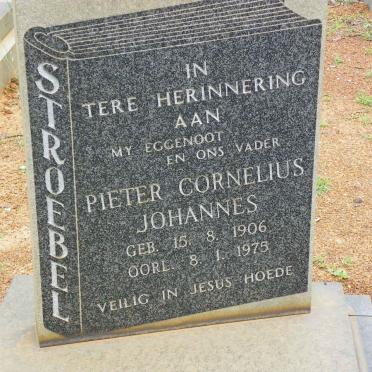 STROEBEL
IN
TERE HERINNERING
AAN
MY EGGENOOT
EN ONS VADER
PIETER CORNELIUS
JOHANNES
GEB. 15. 8. 1906
OORL. 8. 1. 1975
VEILIG IN JESUS HOEDE